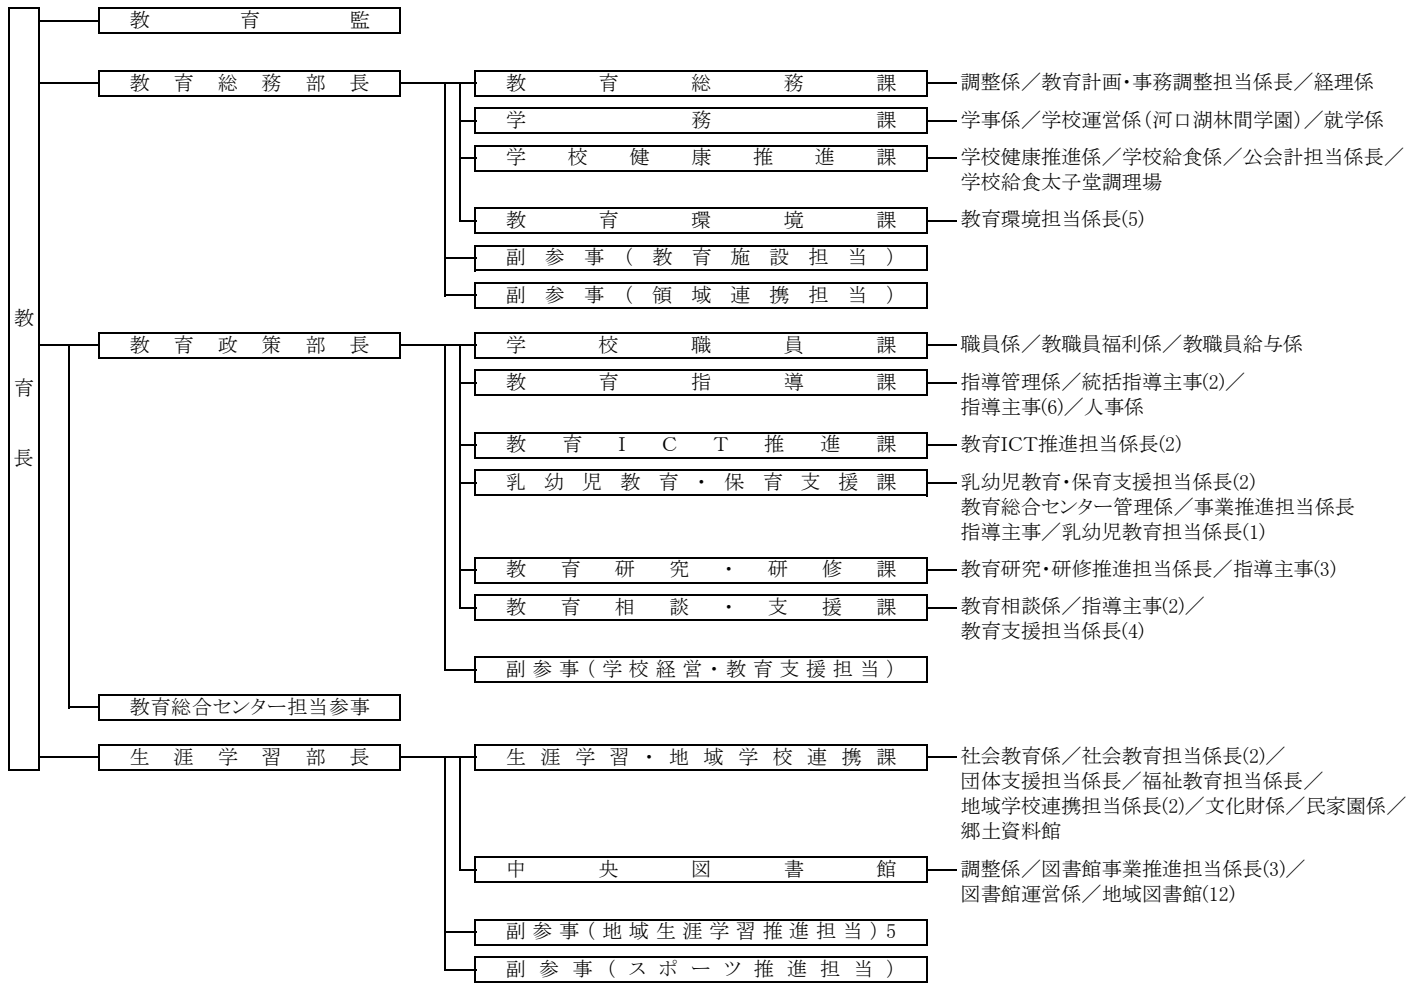 教育長
教育監
教育総務部長
教育総務課
調整係／教育計画・事務調整担当係長／経理係
学務課
学事係／学校運営係(河口湖林間学園)／就学係
学校健康推進課
学校健康推進係／学校給食係／公会計担当係長／
学校給食太子堂調理場
教育環境課
教育環境担当係長(5)
副参事(教育施設担当)
副参事(領域連携担当)
教育政策部長
学校職員課
職員係／教職員福利係／教職員給与係
教育指導課
指導管理係／統括指導主事(2)／
指導主事(6)／人事係
教育ICT推進課
教育ICT推進担当係長(2)
乳幼児教育・保育支援課
乳幼児教育・保育支援担当係長(2)
教育総合センター管理係／事業推進担当係長
指導主事／乳幼児教育担当係長(1)
教育研究・研修課
教育研究・研修推進担当係長／指導主事(3)
教育相談・支援課
教育相談係／指導主事(2)／
教育支援担当係長(4)
副参事(学校経営・教育支援担当)
教育総合センター担当参事
生涯学習部長
生涯学習・地域学校連携課
社会教育係／社会教育担当係長(2)／
団体支援担当係長／福祉教育担当係長／
地域学校連携担当係長(2)／文化財係／民家園係／
郷土資料館
中央図書館
調整係／図書館事業推進担当係長(3)／
図書館運営係／地域図書館(12)
副参事(地域生涯学習推進担当)5
副参事(スポーツ推進担当)